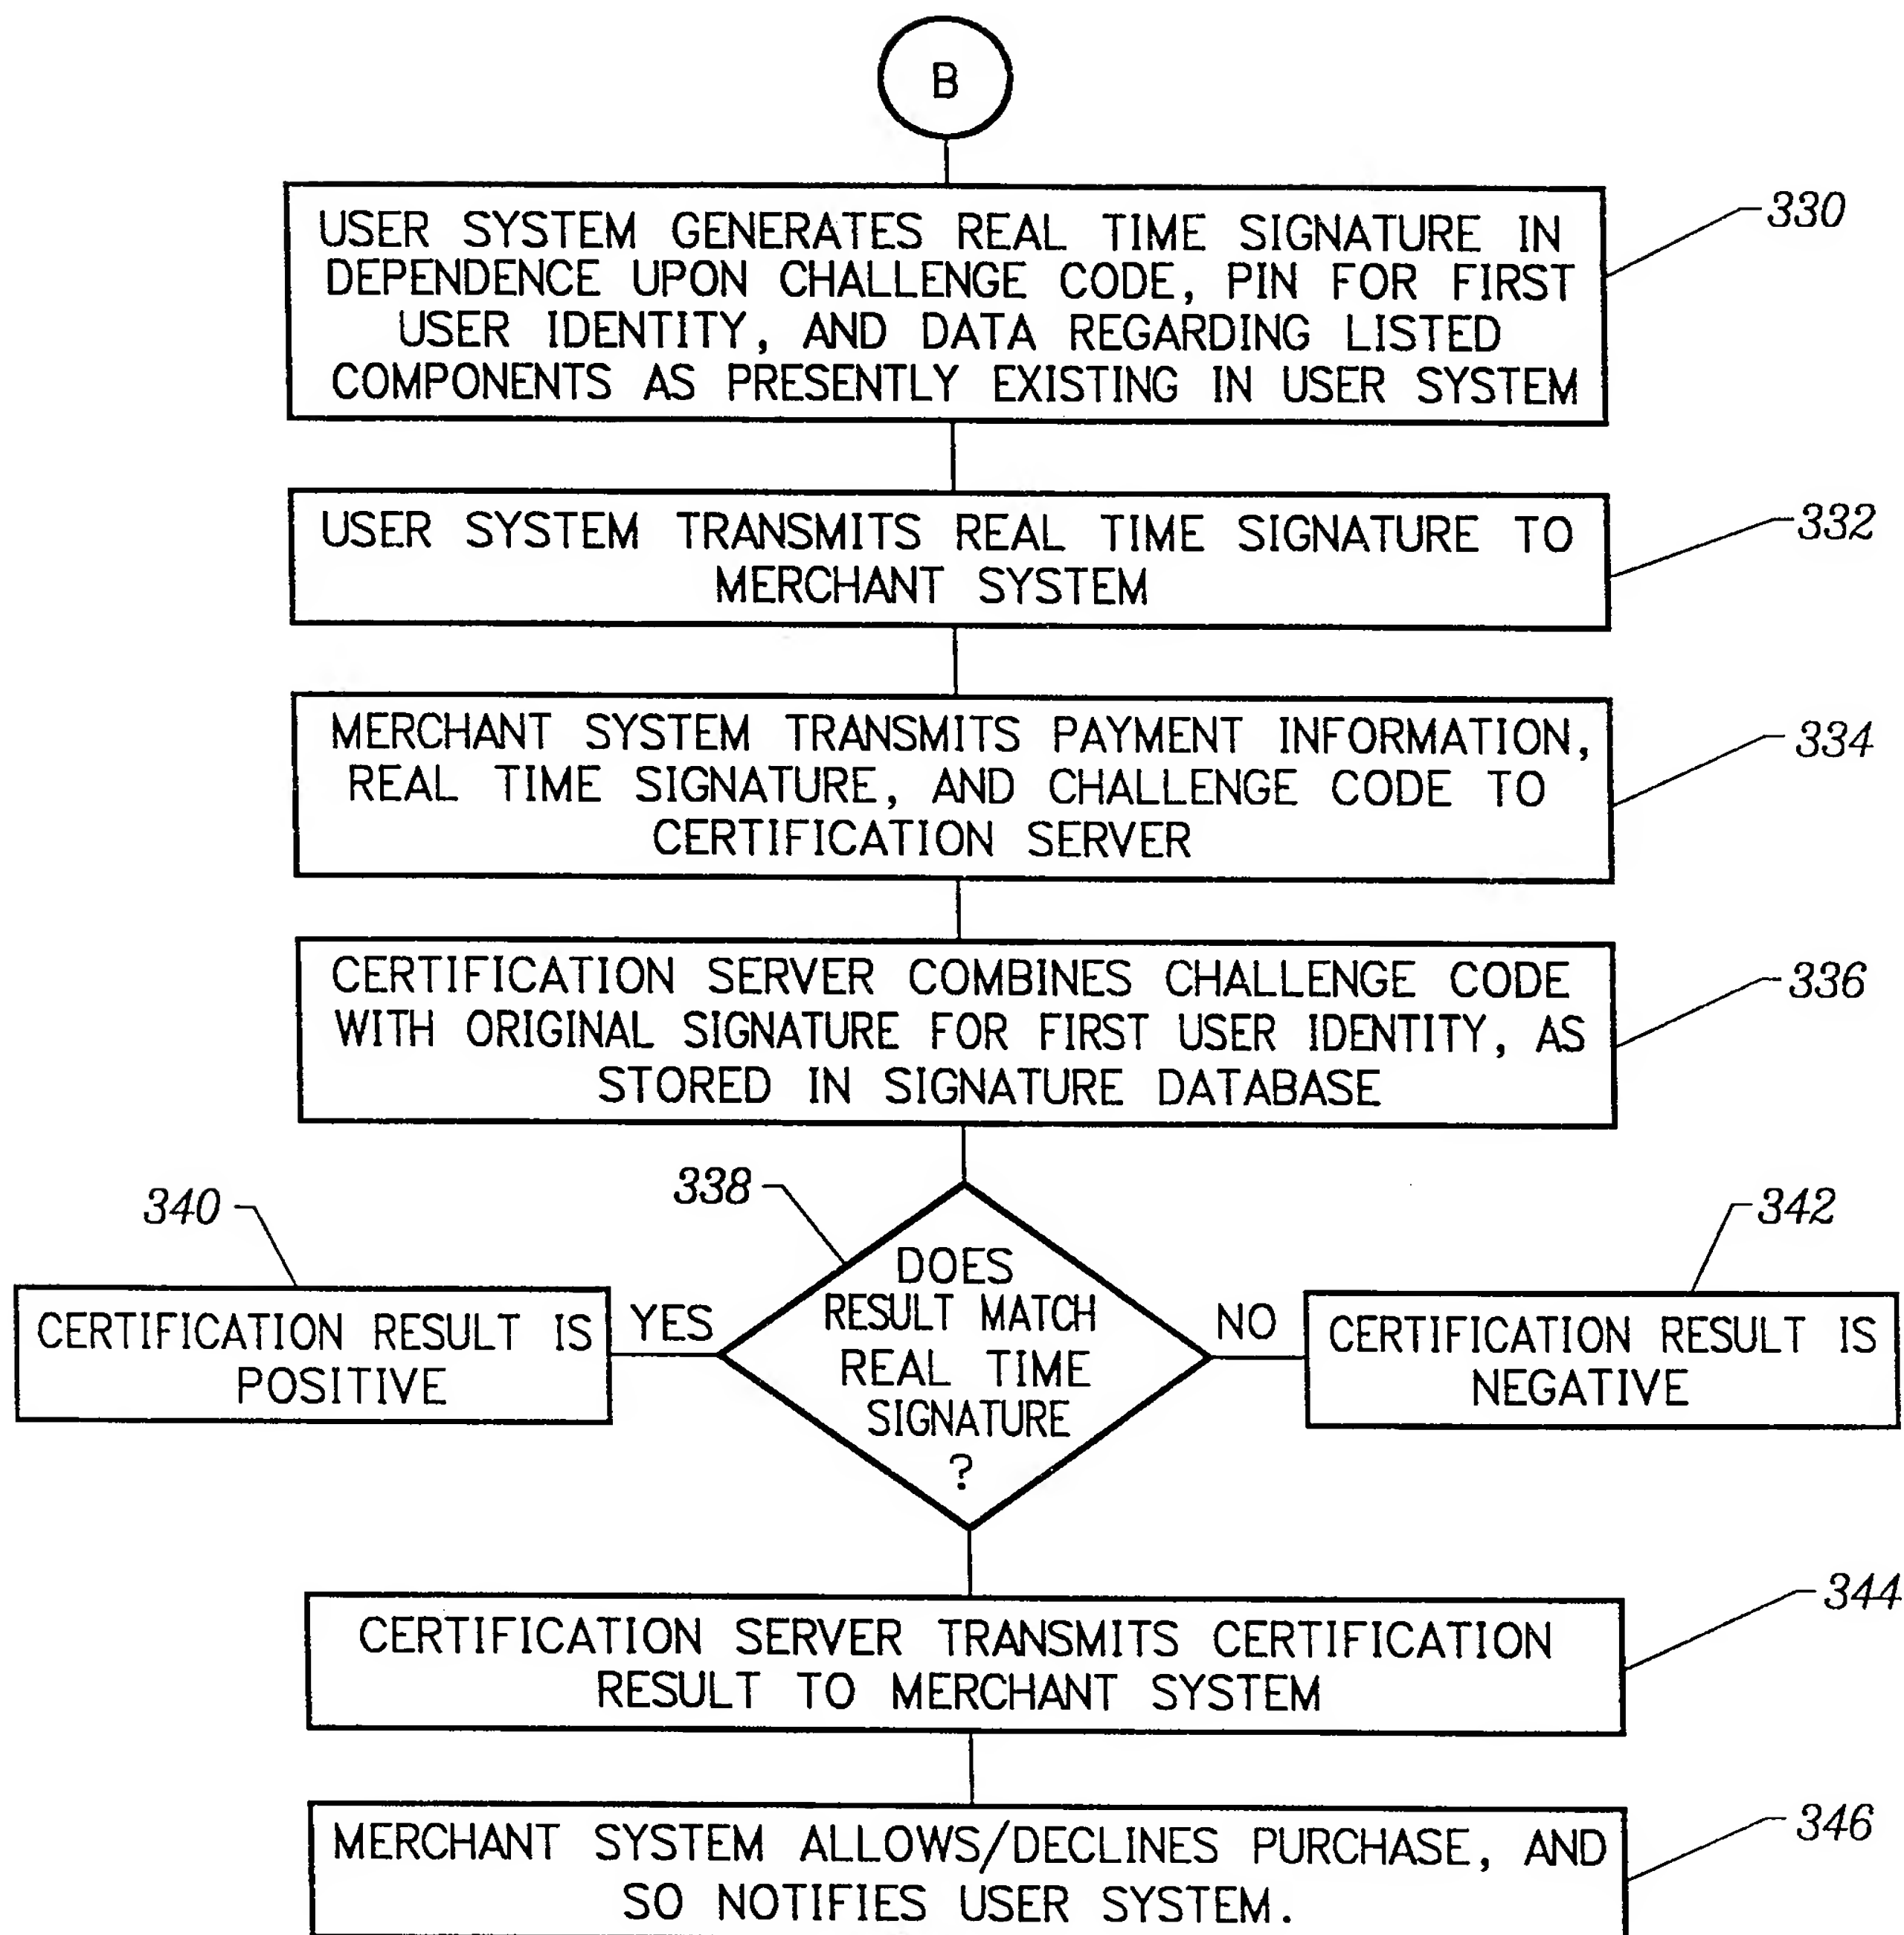 B
USER SYSTEM GENERATES REAL TIME SIGNATURE IN
DEPENDENCE UPON CHALLENGE CODE, PIN FOR FIRST
USER IDENTITY, AND DATA REGARDING LISTED
COMPONENTS AS PRESENTLY EXISTING IN USER SYSTEM
330
USER SYSTEM TRANSMITS REAL TIME SIGNATURE TO
MERCHANT SYSTEM
332
MERCHANT SYSTEM TRANSMITS PAYMENT INFORMATION,
REAL TIME SIGNATURE, AND CHALLENGE CODE TO
CERTIFICATION SERVER
334
CERTIFICATION SERVER COMBINES CHALLENGE CODE
WITH ORIGINAL SIGNATURE FOR FIRST USER IDENTITY, AS
STORED IN SIGNATURE DATABASE
336
338
DOES
RESULT MATCH
REAL TIME
SIGNATURE
?
YES
340
CERTIFICATION RESULT IS
POSITIVE
NO
342
CERTIFICATION RESULT IS
NEGATIVE
CERTIFICATION SERVER TRANSMITS CERTIFICATION
RESULT TO MERCHANT SYSTEM
344
MERCHANT SYSTEM ALLOWS/DECLINES PURCHASE, AND
SO NOTIFIES USER SYSTEM.
346